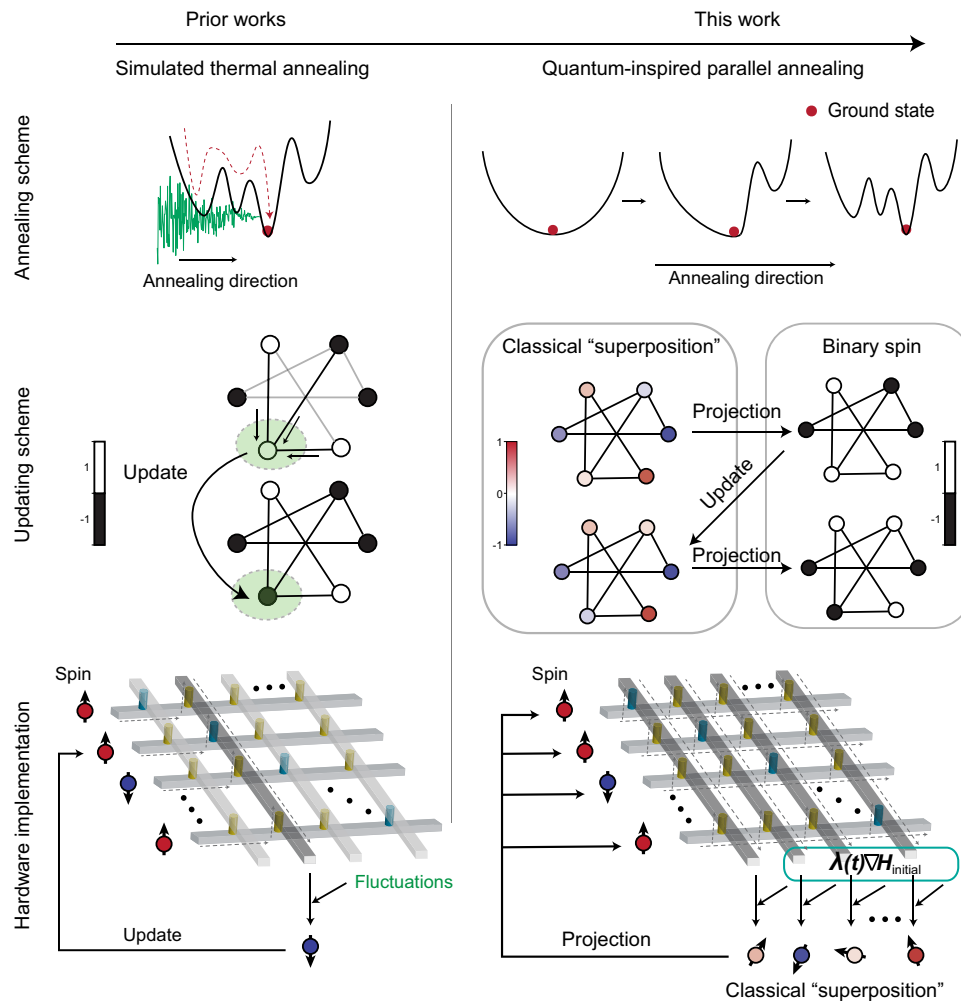 Prior works
This work
Simulated thermal annealing
Quantum-inspired parallel annealing
Annealing scheme
Ground state
Annealing direction
Annealing direction
Updating scheme
1
-1
Update
Classical “superposition”
Binary spin
1
0
-1
Projection
Update
Projection
1
-1
Hardware implementation
Spin
Fluctuations
Update
Spin
λ(t)∇Hinitial
Projection
Classical “superposition”